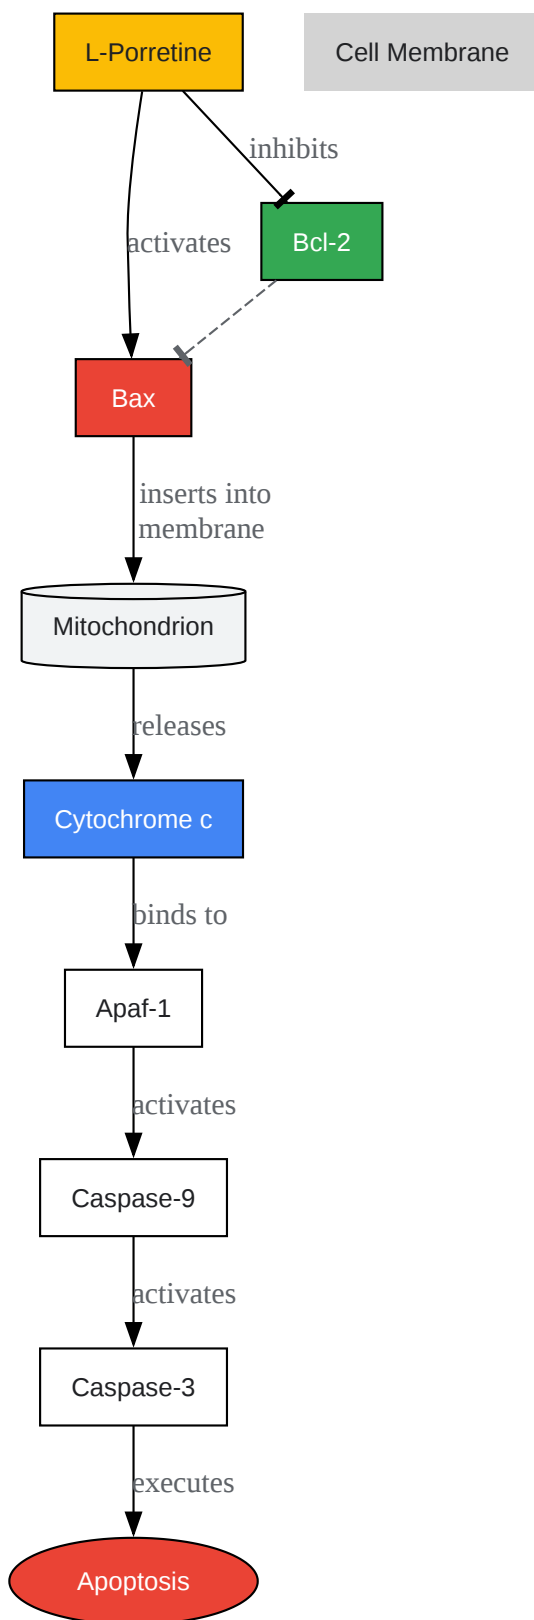 L-Porretine
Cell Membrane
inhibits
activates
Bcl-2
Bax
inserts into
membrane
Mitochondrion
releases
Cytochrome c
binds to
Apaf-1
activates
Caspase-9
activates
Caspase-3
executes
Apoptosis